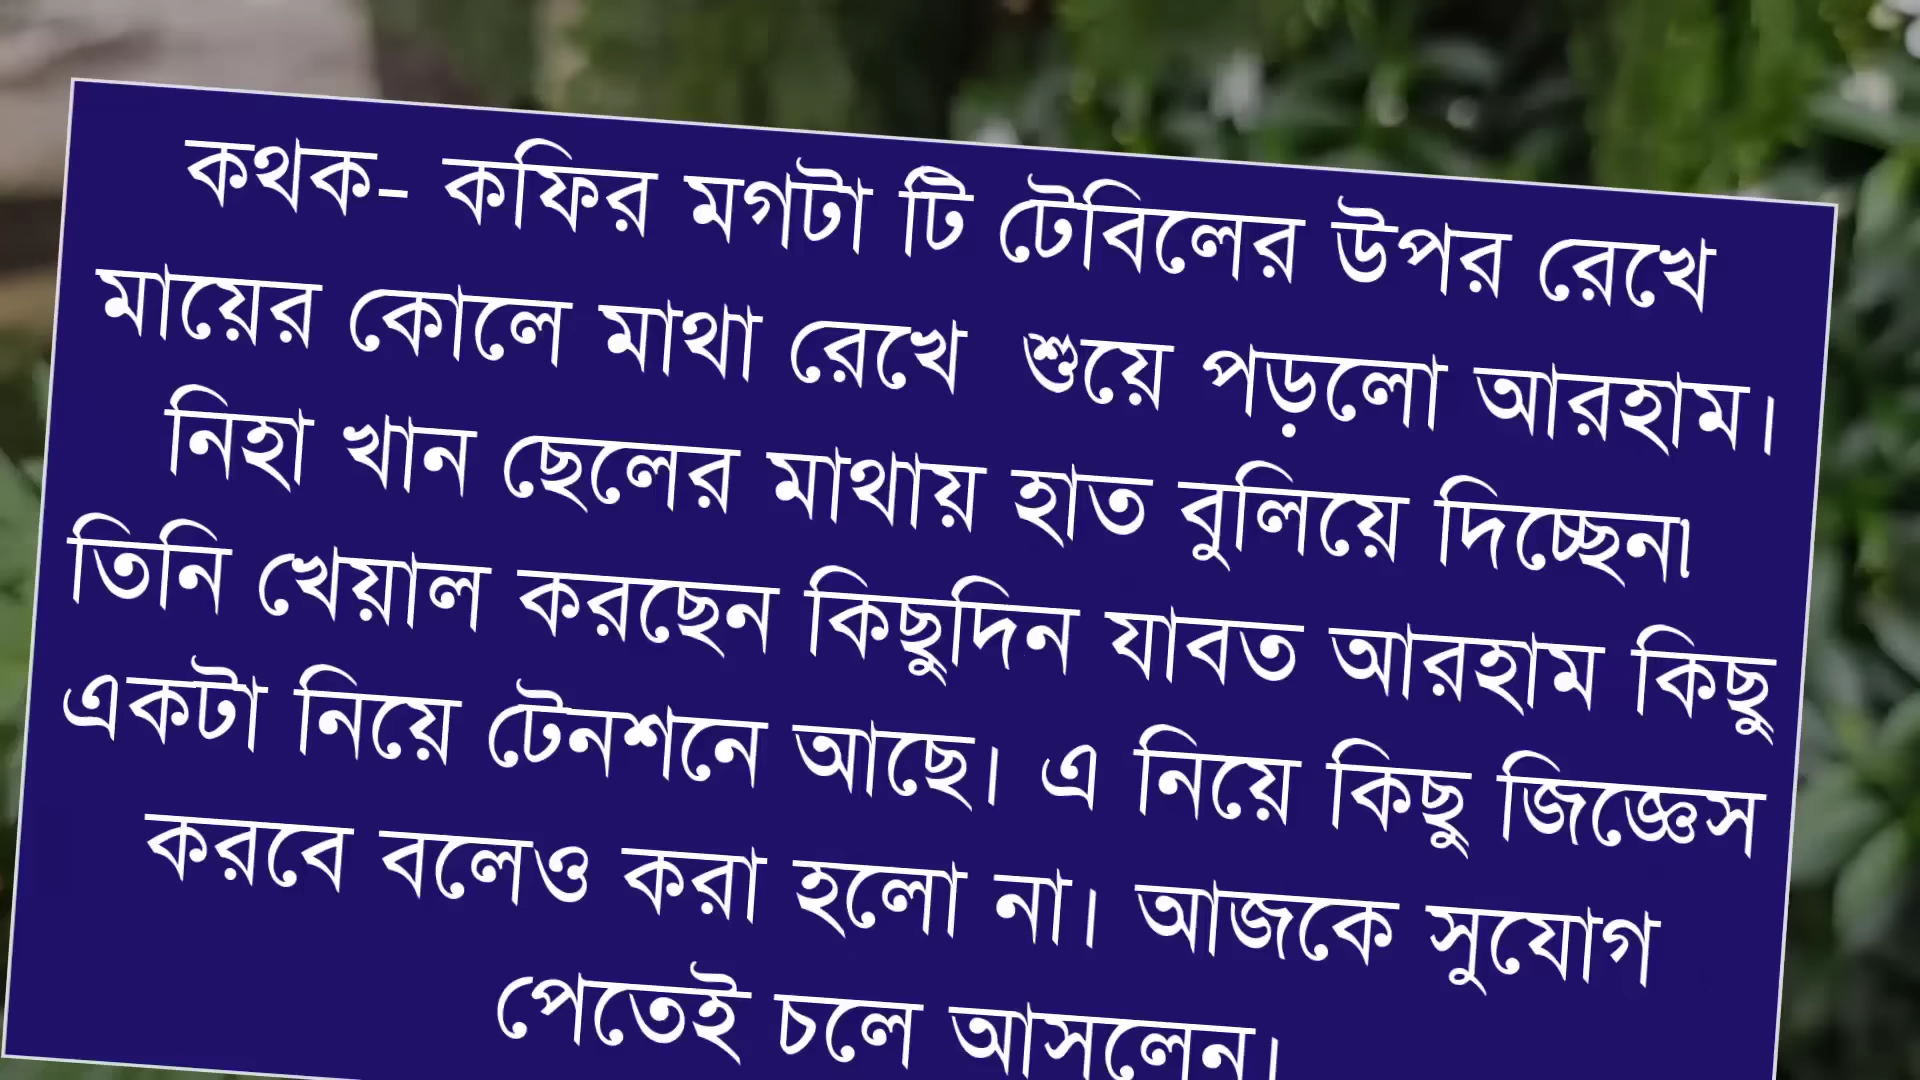 কথক- কফির মগটা টি টেবিলের উপর রেখে
মায়ের কোলে মাথা রেখে  শুয়ে পড়লো আরহাম।
নিহা খান ছেলের মাথায় হাত বুলিয়ে দিচ্ছেন৷
তিনি খেয়াল করছেন কিছুদিন যাবত আরহাম কিছু
একটা নিয়ে টেনশনে আছে। এ নিয়ে কিছু জিজ্ঞেস
করবে বলেও করা হলো না। আজকে সুযোগ
পেতেই চলে আসলেন।